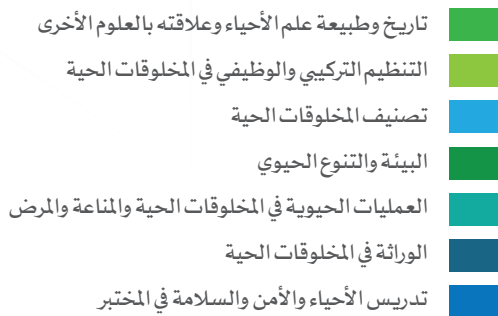 تاريخ وطبيعة علم الأحياء وعلاقته بالعلوم الأخرى
التنظيم التركيبي والوظيفي في المخلوقات الحية
تصنيف المخلوقات الحية
البيئة والتنوع الحيوي
العمليات الحيوية في المخلوقات الحية والمناعة والمرض
الوراثة في المخلوقات الحية
تدريس الأحياء والأمن والسلامة في المختبر